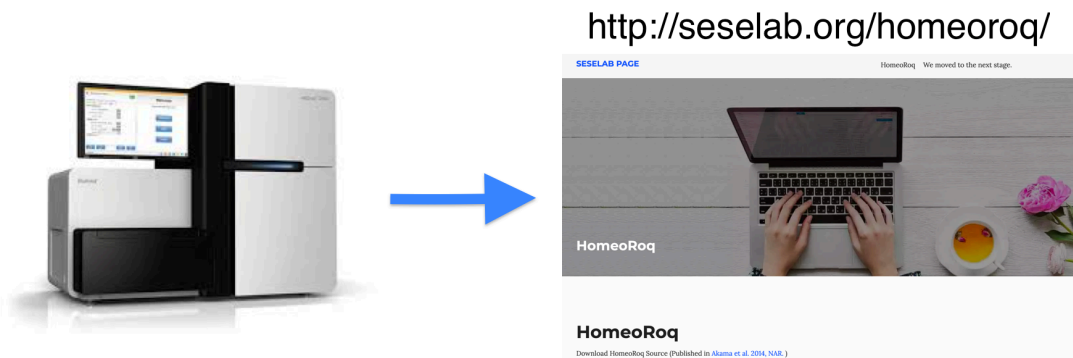 http://seselab.org/homeoroq/
SESELAB PAGE
HomeoRoq We moved to the next stage.
HomeoRoq
HomeoRoq
Download HomeoRoq Source (Published in Akama et al. 2014, NAR. )